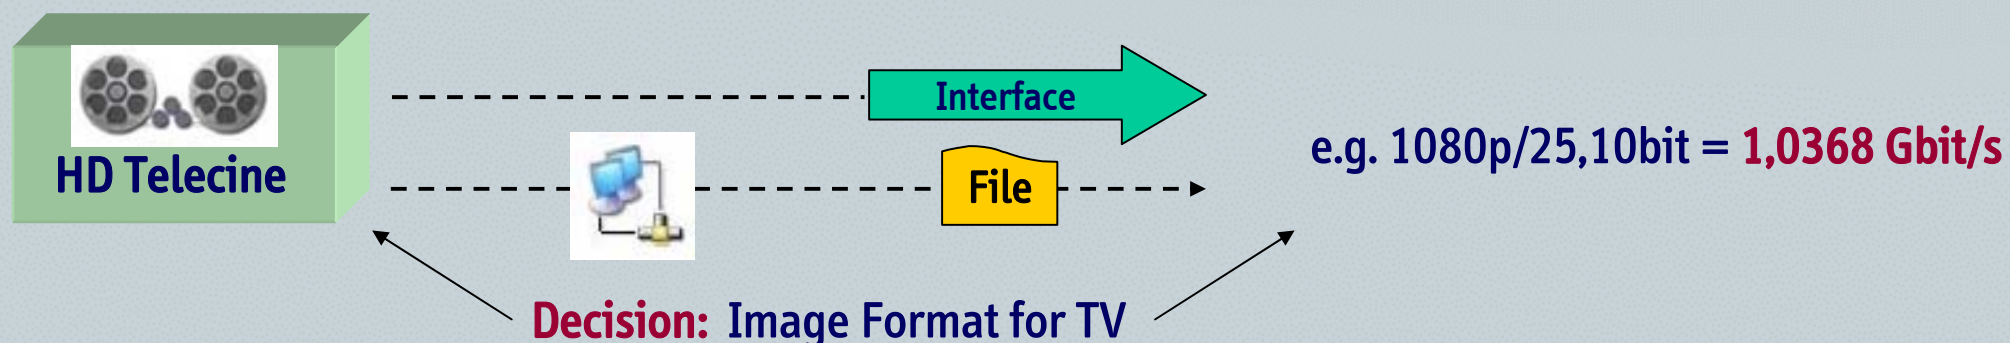 Interface
e.g. 1080p/25,10bit = 1,0368 Gbit/s
HD Telecine
File
Decision: Image Format for TV